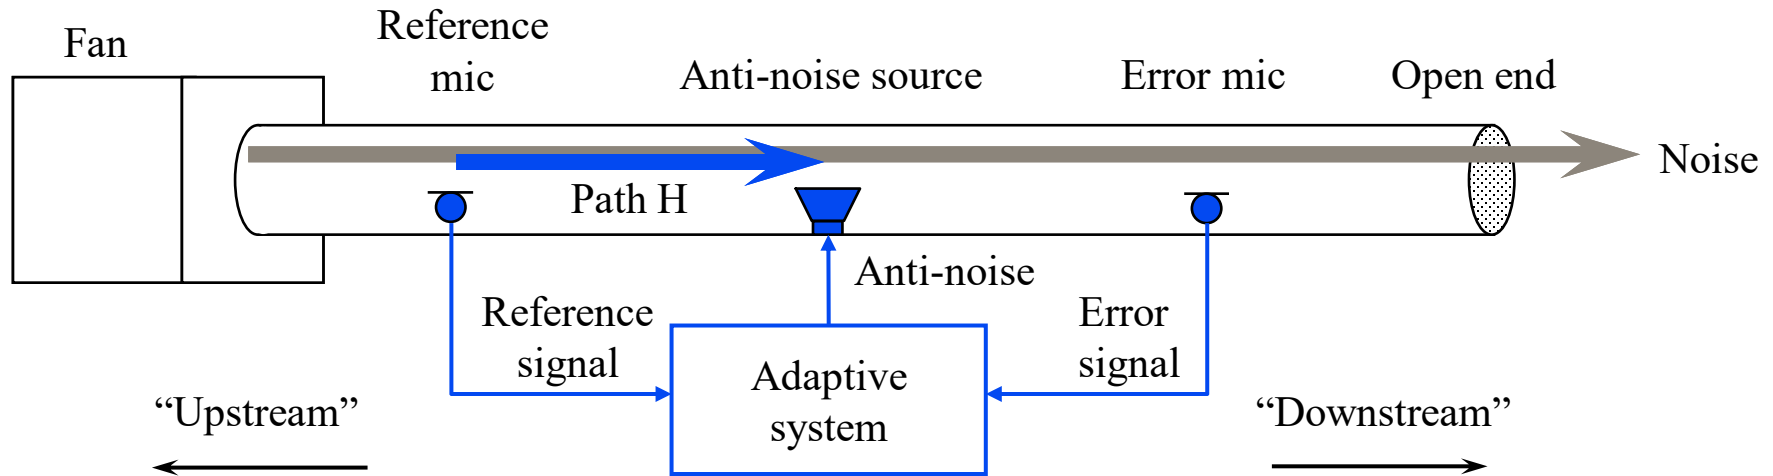 Fan
Reference
mic
Anti-noise source
Error mic
Open end
Noise
Path H
Anti-noise
Reference
signal
Error
signal
Adaptive
system
“Upstream”
“Downstream”